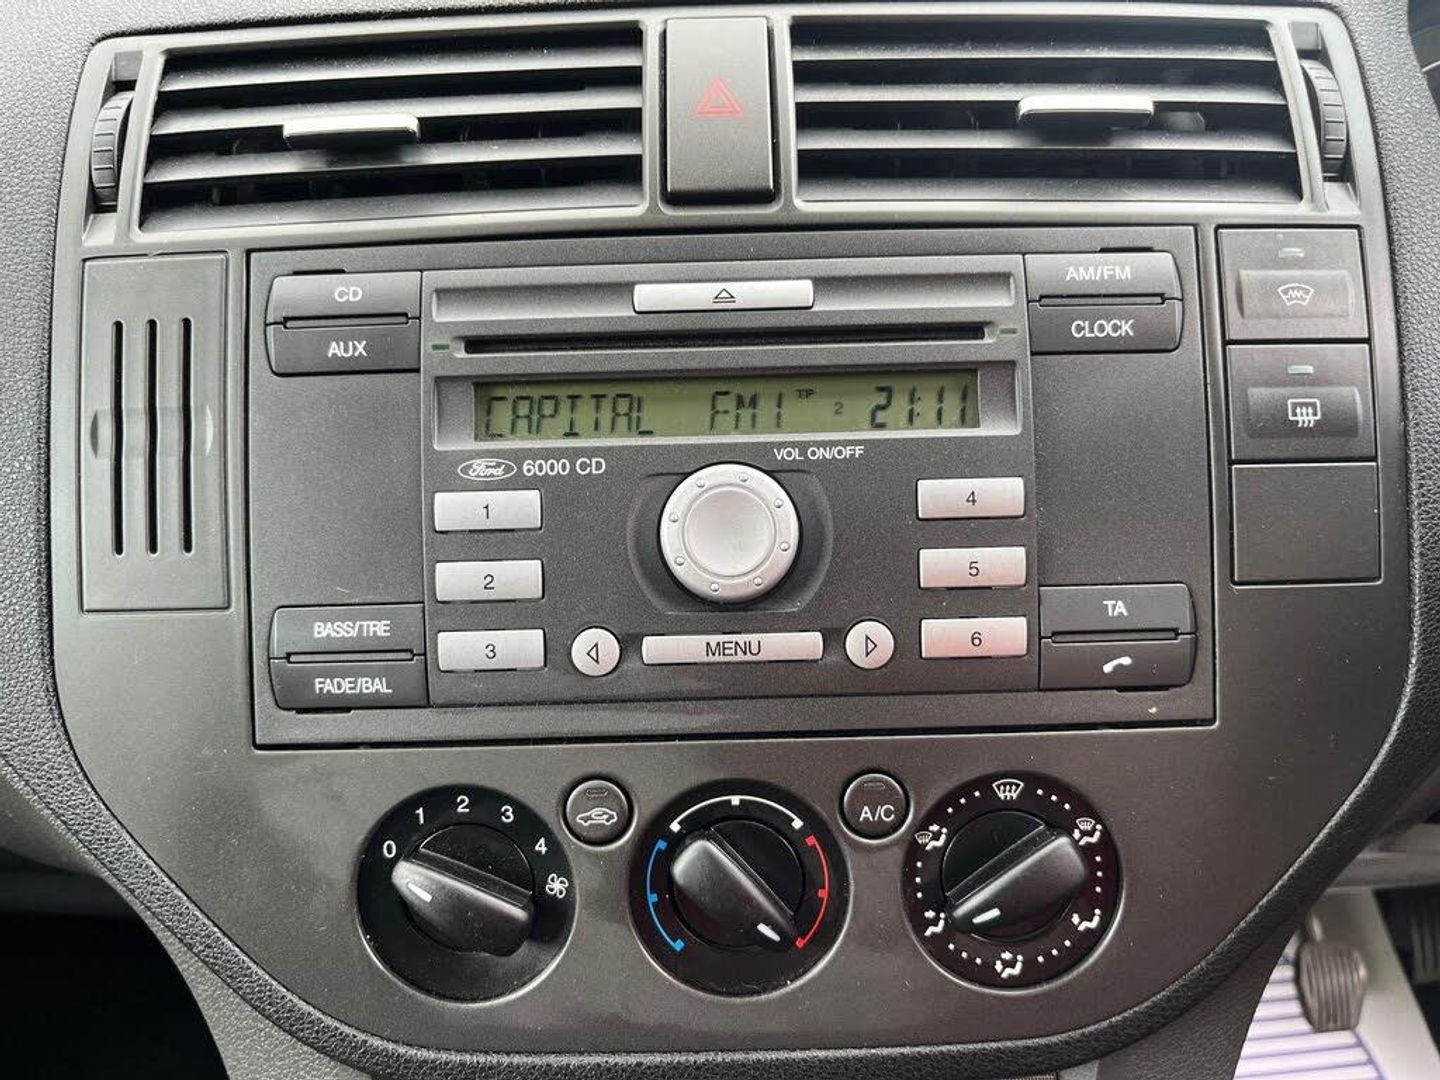 CD
AM/FM
AUX
CLOCK
CAPITAL FM1 TP 2 21:11
Ford 6000 CD
VOL ON/OFF
1
4
2
5
3
MENU
6
BASS/TRE
TA
FADE/BAL
0 1 2 3 4
A/C